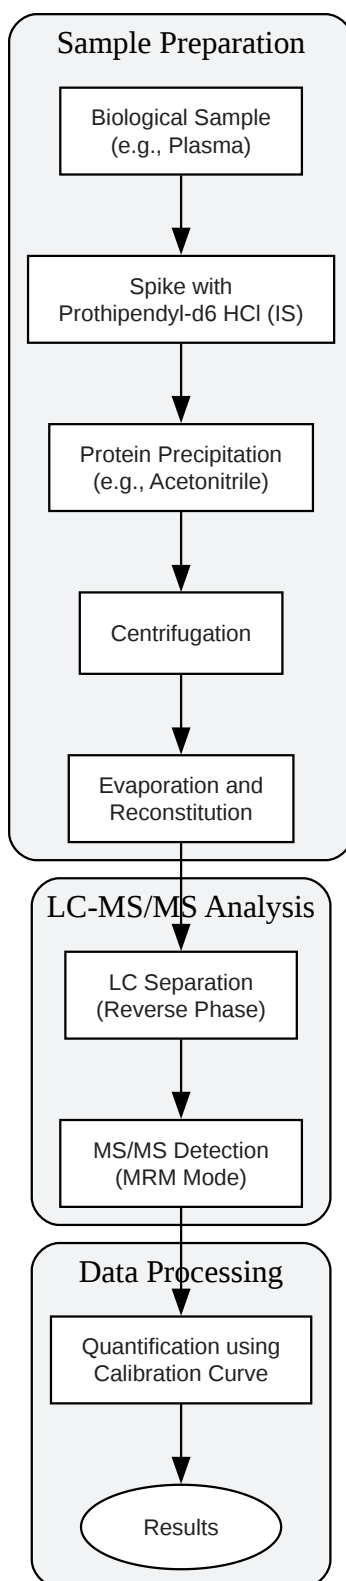 Sample Preparation
Biological Sample
(e.g., Plasma)
Spike with
Prothipendyl-d6 HCl (IS)
Protein Precipitation
(e.g., Acetonitrile)
Centrifugation
Evaporation and
Reconstitution
LC-MS/MS Analysis
LC Separation
(Reverse Phase)
MS/MS Detection
(MRM Mode)
Data Processing
Quantification using
Calibration Curve
Results